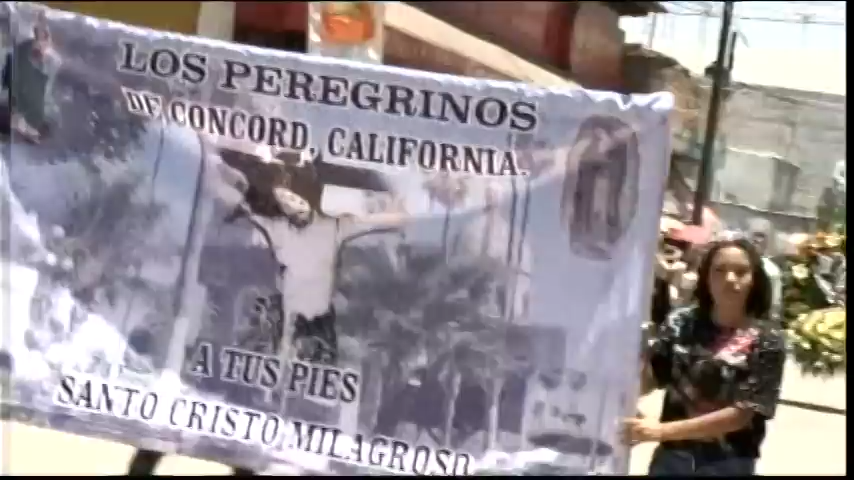 LOS PEREGRINOS
DE CONCORD, CALIFORNIA.
A TUS PIES
SANTO CRISTO MILAGROSO